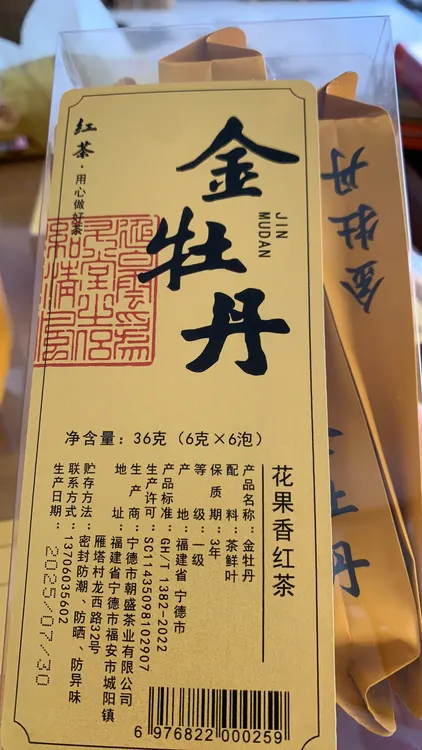 红茶·用心做好茶
金牡丹
JIN
MUDAN
净含量：36克（6克×6泡）
花果香红茶
产品名称：金牡丹
配料：茶鲜叶
保质期：3年
等级：一级
产地：福建省 宁德市
产品标准：GH/T 1382-2022
生产许可：SC11435098102907
生产商：宁德市朝盛茶业有限公司
地址：福建省宁德市福安市城阳镇
雁塔村龙西路32号
贮存方法：密封防潮、防晒、防异味
联系方式：13706035602
生产日期：
2025/07/30
6 976822 000259
金牡丹
牡丹